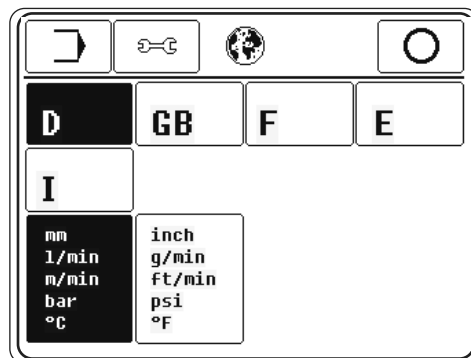 D GB F E
I
mm
l/min
m/min
bar
°C
inch
g/min
ft/min
psi
°F